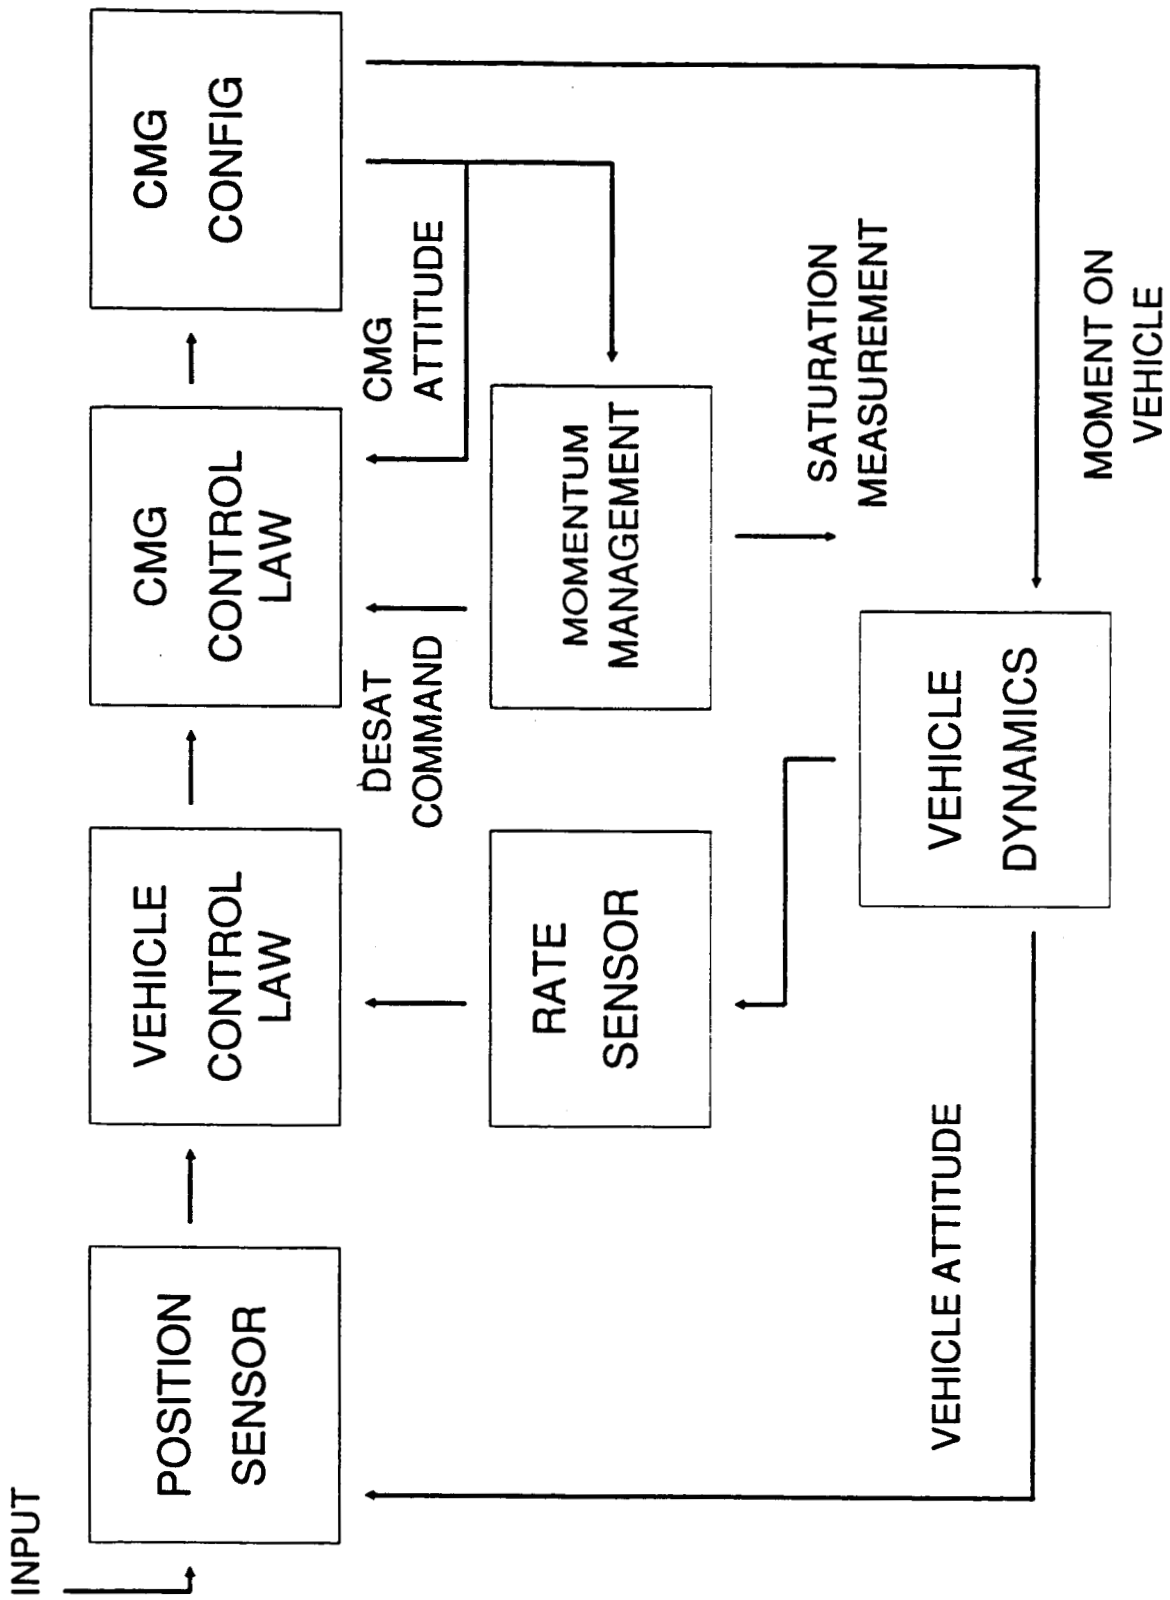 INPUT
POSITION
SENSOR
VEHICLE
CONTROL
LAW
CMG
CONTROL
LAW
CMG
CONFIG
DESAT
COMMAND
CMG
ATTITUDE
RATE
SENSOR
MOMENTUM
MANAGEMENT
SATURATION
MEASUREMENT
VEHICLE ATTITUDE
VEHICLE
DYNAMICS
MOMENT ON
VEHICLE